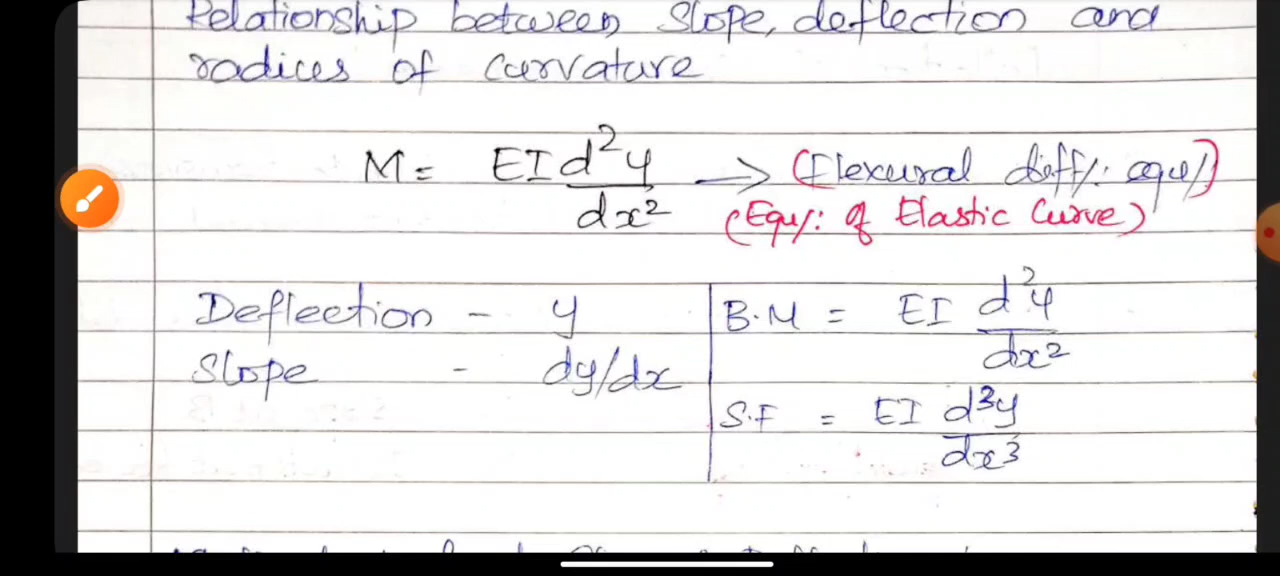 Relationship between slope, deflection and
radices of curvature
M = EI d²y/dx² → (Flexural diff/: equ/)
(Equ/: of Elastic Curve)
Deflection - y
Slope - dy/dx
B.M = EI d²y/dx²
S.F = EI d³y/dx³